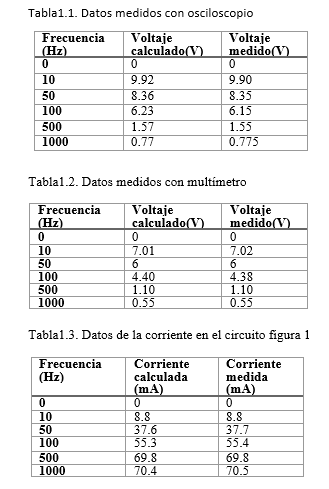 Tabla1.1. Datos medidos con osciloscopio
Frecuencia (Hz) Voltaje calculado(V) Voltaje medido(V)
0 0 0
10 9.92 9.90
50 8.36 8.35
100 6.23 6.15
500 1.57 1.55
1000 0.77 0.775
Tabla1.2. Datos medidos con multímetro
Frecuencia (Hz) Voltaje calculado(V) Voltaje medido(V)
0 0 0
10 7.01 7.02
50 6 6
100 4.40 4.38
500 1.10 1.10
1000 0.55 0.55
Tabla1.3. Datos de la corriente en el circuito figura 1
Frecuencia (Hz) Corriente calculada (mA) Corriente medida (mA)
0 0 0
10 8.8 8.8
50 37.6 37.7
100 55.3 55.4
500 69.8 69.8
1000 70.4 70.5